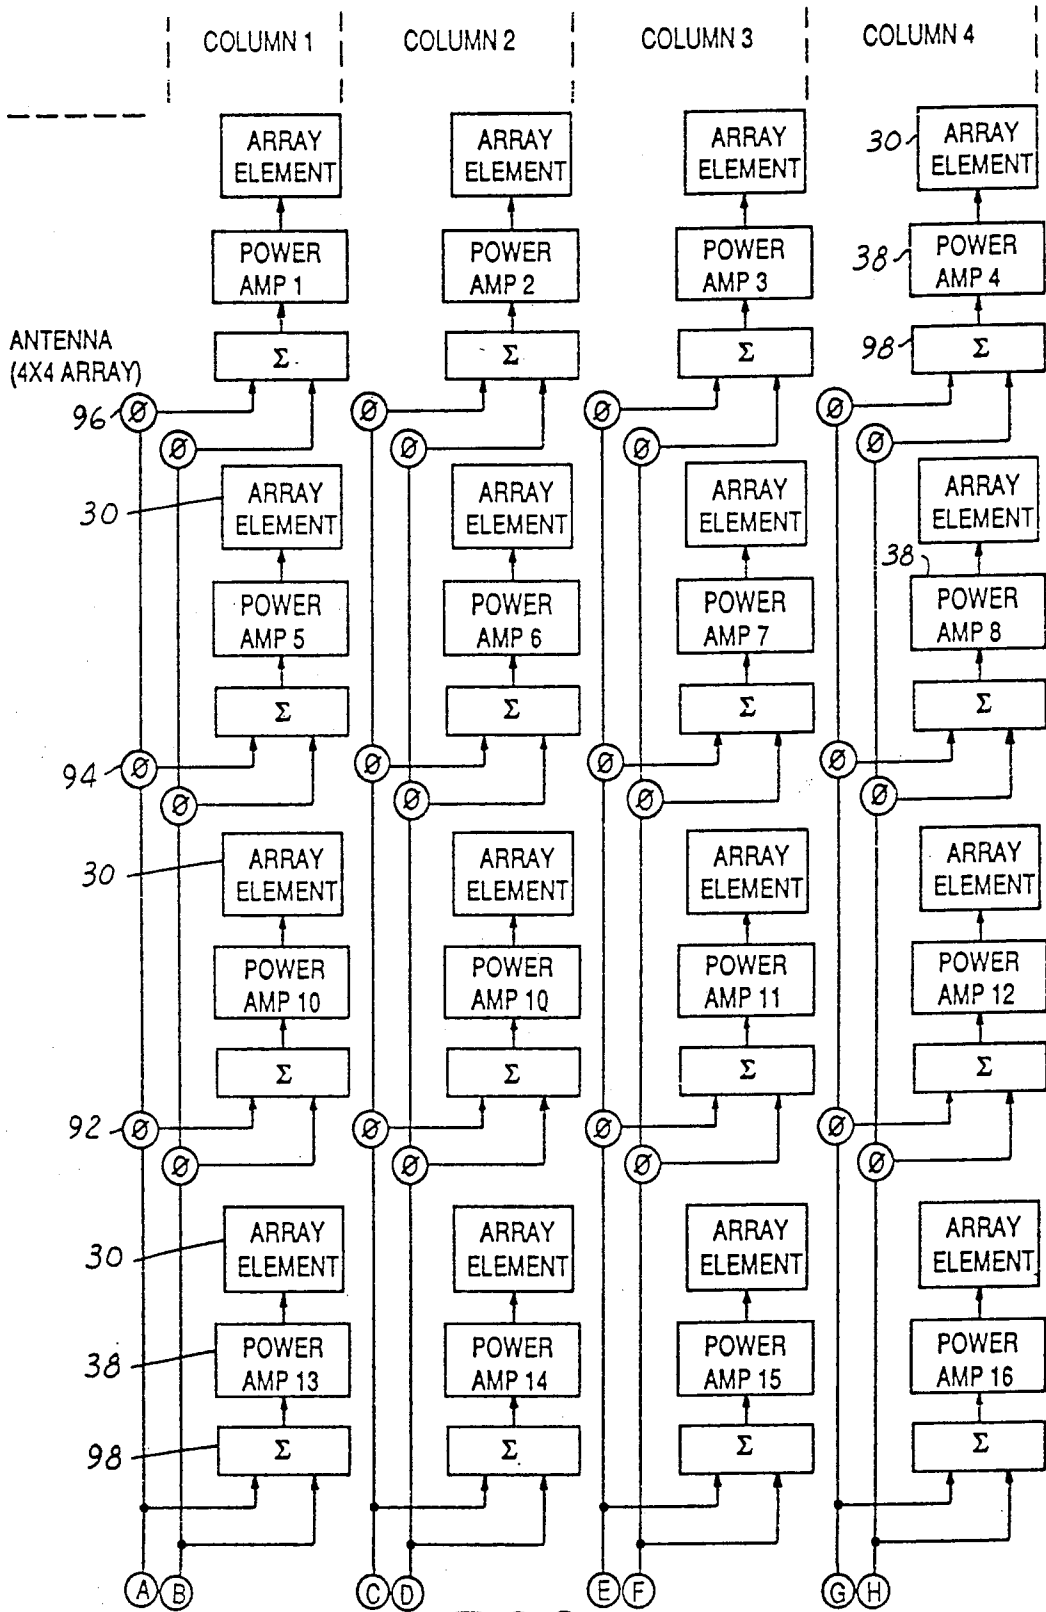 COLUMN 1 COLUMN 2 COLUMN 3 COLUMN 4
ARRAY ELEMENT ARRAY ELEMENT ARRAY ELEMENT 30 ARRAY ELEMENT
POWER AMP 1 POWER AMP 2 POWER AMP 3 38 POWER AMP 4
ANTENNA
(4X4 ARRAY)
Σ Σ Σ 98 Σ
96 Ø Ø Ø Ø
Ø Ø Ø Ø
30 ARRAY ELEMENT ARRAY ELEMENT ARRAY ELEMENT ARRAY ELEMENT
38
POWER AMP 5 POWER AMP 6 POWER AMP 7 POWER AMP 8
Σ Σ Σ Σ
94 Ø Ø Ø Ø
Ø Ø Ø Ø
30 ARRAY ELEMENT ARRAY ELEMENT ARRAY ELEMENT ARRAY ELEMENT
POWER AMP 10 POWER AMP 10 POWER AMP 11 POWER AMP 12
Σ Σ Σ Σ
92 Ø Ø Ø Ø
Ø Ø Ø Ø
30 ARRAY ELEMENT ARRAY ELEMENT ARRAY ELEMENT ARRAY ELEMENT
38 POWER AMP 13 POWER AMP 14 POWER AMP 15 POWER AMP 16
98 Σ Σ Σ Σ
A B C D E F G H